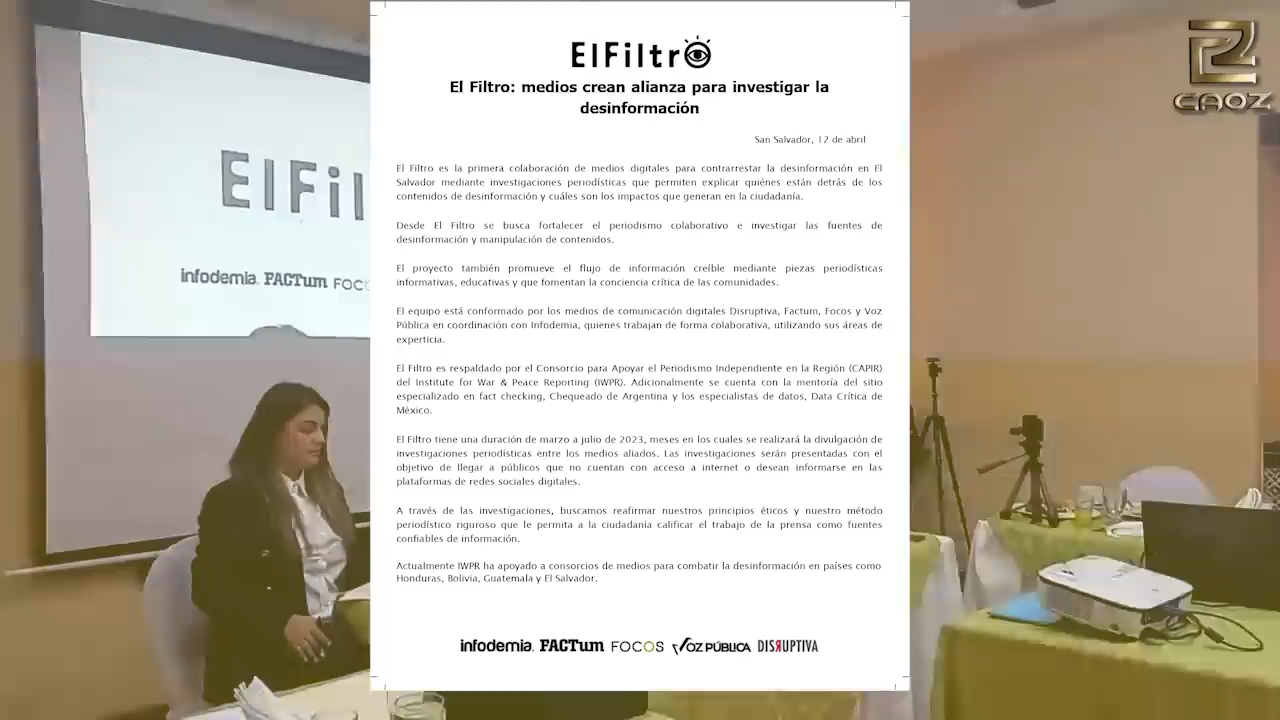 ElFiltro
El Filtro: medios crean alianza para investigar la
desinformación
San Salvador, 12 de abril
El Filtro es la primera colaboración de medios digitales para contrarrestar la desinformación en El
Salvador mediante investigaciones periodísticas que permiten explicar quiénes están detrás de los
contenidos de desinformación y cuáles son los impactos que generan en la ciudadanía.
Desde El Filtro se busca fortalecer el periodismo colaborativo e investigar las fuentes de
desinformación y manipulación de contenidos.
El proyecto también promueve el flujo de información creíble mediante piezas periodísticas
informativas, educativas y que fomentan la conciencia crítica de las comunidades.
El equipo está conformado por los medios de comunicación digitales Disruptiva, Factum, Focos y Voz
Pública en coordinación con Infodemia, quienes trabajan de forma colaborativa, utilizando sus áreas de
experticia.
El Filtro es respaldado por el Consorcio para Apoyar el Periodismo Independiente en la Región (CAPIR)
del Institute for War & Peace Reporting (IWPR). Adicionalmente se cuenta con la mentoría del sitio
especializado en fact checking, Chequeado de Argentina y los especialistas de datos, Data Crítica de
México.
El Filtro tiene una duración de marzo a julio de 2023, meses en los cuales se realizará la divulgación de
investigaciones periodísticas entre los medios aliados. Las investigaciones serán presentadas con el
objetivo de llegar a públicos que no cuentan con acceso a internet o desean informarse en las
plataformas de redes sociales digitales.
A través de las investigaciones, buscamos reafirmar nuestros principios éticos y nuestro método
periodístico riguroso que le permita a la ciudadanía calificar el trabajo de la prensa como fuentes
confiables de información.
Actualmente IWPR ha apoyado a consorcios de medios para combatir la desinformación en países como
Honduras, Bolivia, Guatemala y El Salvador.
infodemia. FACTum FOCOS VOZ PÚBLICA DISRUPTIVA
ElFil
infodemia. FACTum FOC
CAOZ